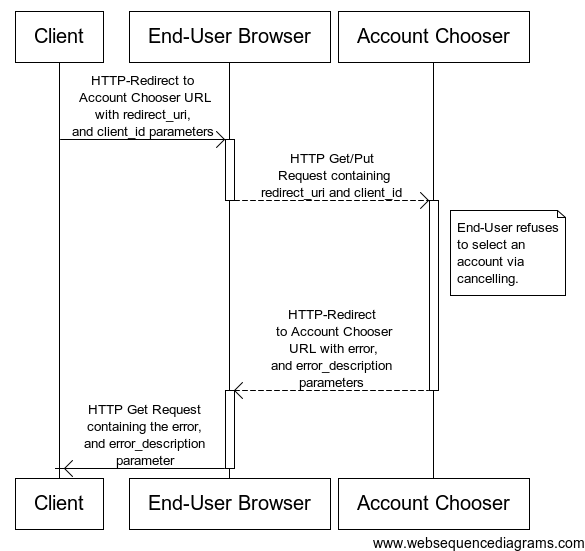 Client
End-User Browser
Account Chooser
HTTP-Redirect to
Account Chooser URL
with redirect_uri,
and client_id parameters
HTTP Get/Put
Request containing
redirect_uri and client_id
End-User refuses
to select an
account via
cancelling.
HTTP-Redirect
to Account Chooser
URL with error,
and error_description
parameters
HTTP Get Request
containing the error,
and error_description
parameter
Client
End-User Browser
Account Chooser
www.websequencediagrams.com